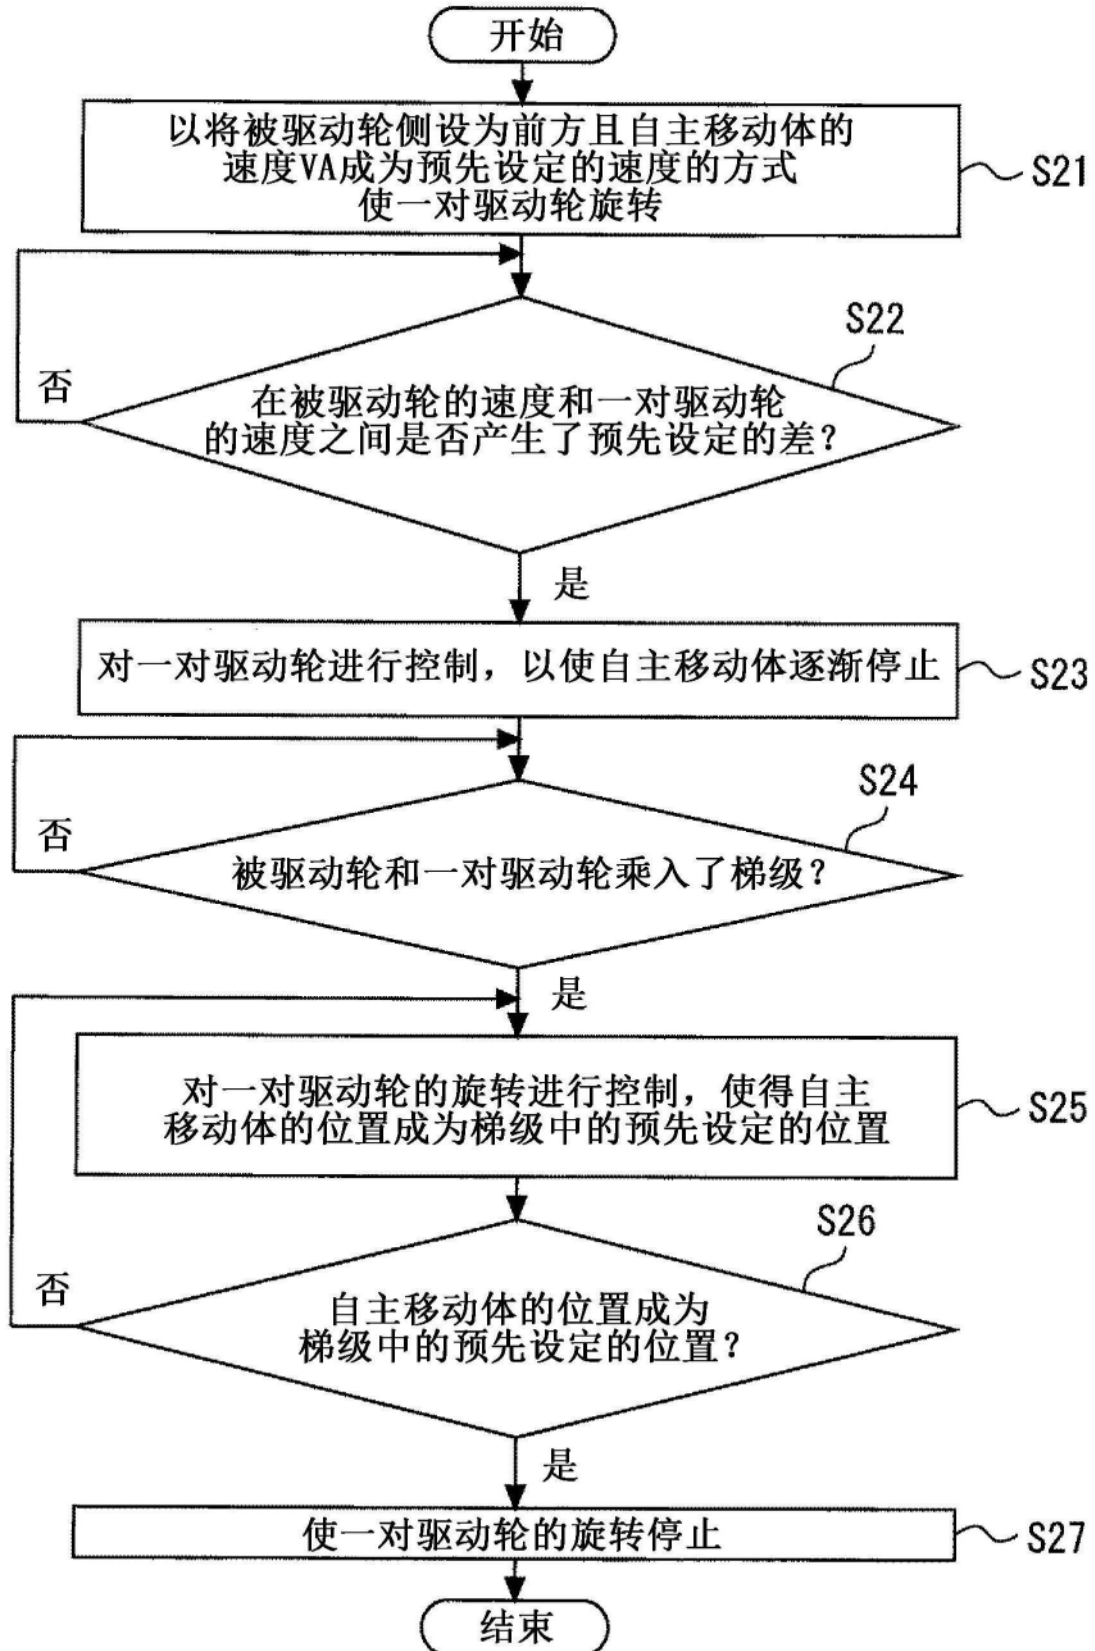 开始
以将被驱动轮侧设为前方且自主移动体的
速度VA成为预先设定的速度的方式
使一对驱动轮旋转
S21
S22
在被驱动轮的速度和一对驱动轮
的速度之间是否产生了预先设定的差?
否
是
对一对驱动轮进行控制，以使自主移动体逐渐停止
S23
S24
被驱动轮和一对驱动轮乘入了梯级?
否
是
对一对驱动轮的旋转进行控制，使得自主
移动体的位置成为梯级中的预先设定的位置
S25
S26
自主移动体的位置成为
梯级中的预先设定的位置?
否
是
使一对驱动轮的旋转停止
S27
结束